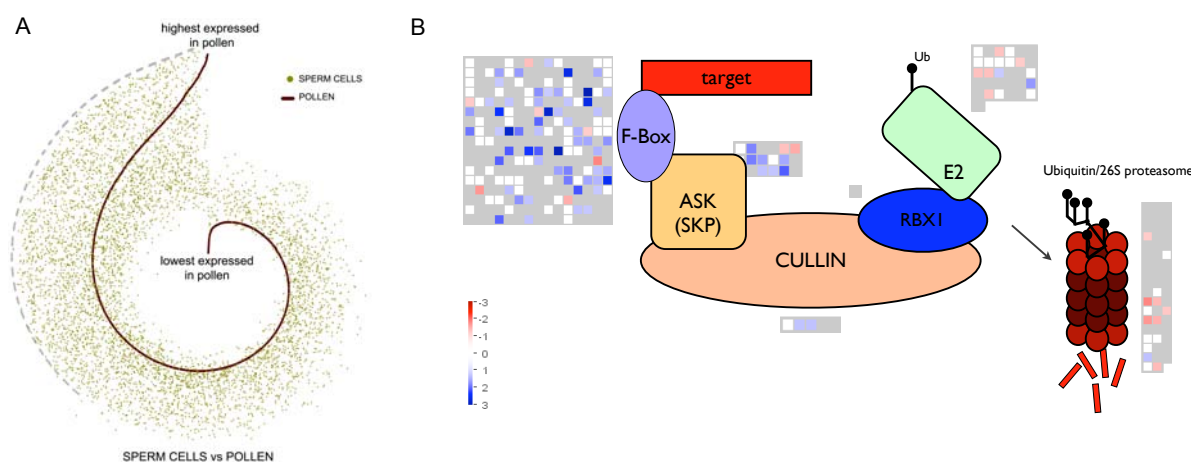 A
highest expressed
in pollen
SPERM CELLS
POLLEN
lowest expressed
in pollen
SPERM CELLS vs POLLEN
B
target
Ub
F-Box
E2
ASK
(SKP)
RBX1
CULLIN
Ubiquitin/26S proteasome
-3
-2
-1
0
1
2
3